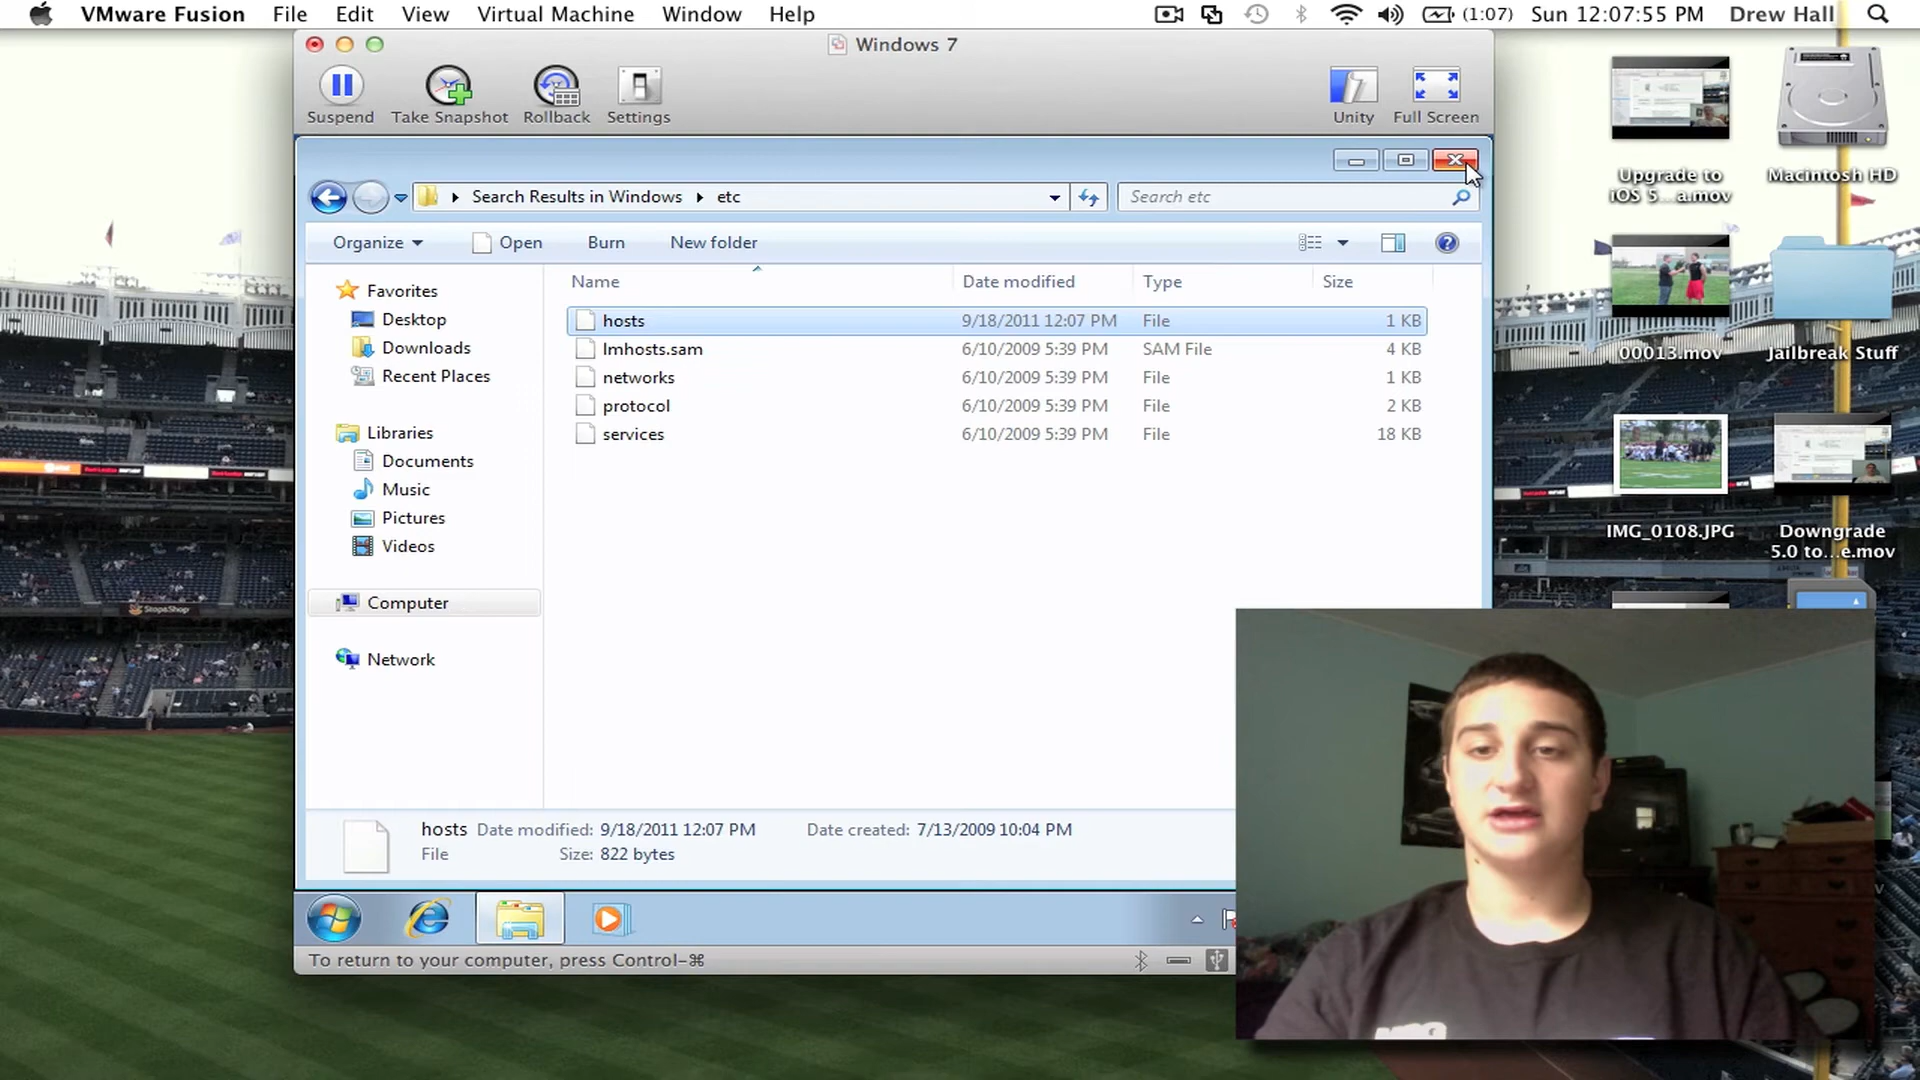 VMware Fusion File Edit View Virtual Machine Window Help (1:07) Sun 12:07:55 PM Drew Hall
Windows 7
Suspend Take Snapshot Rollback Settings Unity Full Screen
Search Results in Windows etc Search etc
Organize Open Burn New folder
Name Date modified Type Size
hosts 9/18/2011 12:07 PM File 1 KB
lmhosts.sam 6/10/2009 5:39 PM SAM File 4 KB
networks 6/10/2009 5:39 PM File 1 KB
protocol 6/10/2009 5:39 PM File 2 KB
services 6/10/2009 5:39 PM File 18 KB
Favorites
Desktop
Downloads
Recent Places
Libraries
Documents
Music
Pictures
Videos
Computer
Network
hosts Date modified: 9/18/2011 12:07 PM Date created: 7/13/2009 10:04 PM
File Size: 822 bytes
To return to your computer, press Control-⌘
Upgrade to
iOS 5...a.mov
Macintosh HD
00013.mov
Jailbreak Stuff
IMG_0108.JPG
Downgrade
5.0 to...e.mov
Stop&Shop